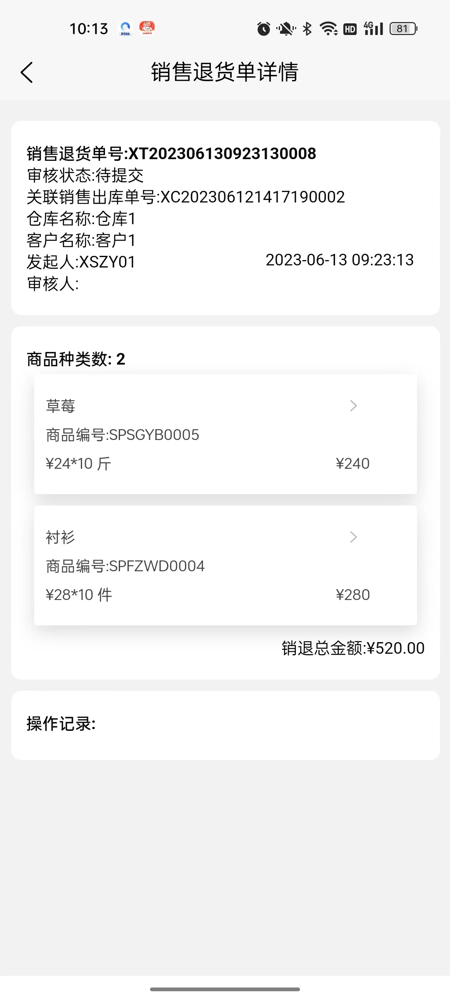 10:13
618
HD
4G
81
销售退货单详情
销售退货单号:XT202306130923130008
审核状态:待提交
关联销售出库单号:XC202306121417190002
仓库名称:仓库1
客户名称:客户1
发起人:XSZY01
2023-06-13 09:23:13
审核人:
商品种类数: 2
草莓
商品编号:SPSGYB0005
¥24*10 斤
¥240
衬衫
商品编号:SPFZWD0004
¥28*10 件
¥280
销退总金额:¥520.00
操作记录: